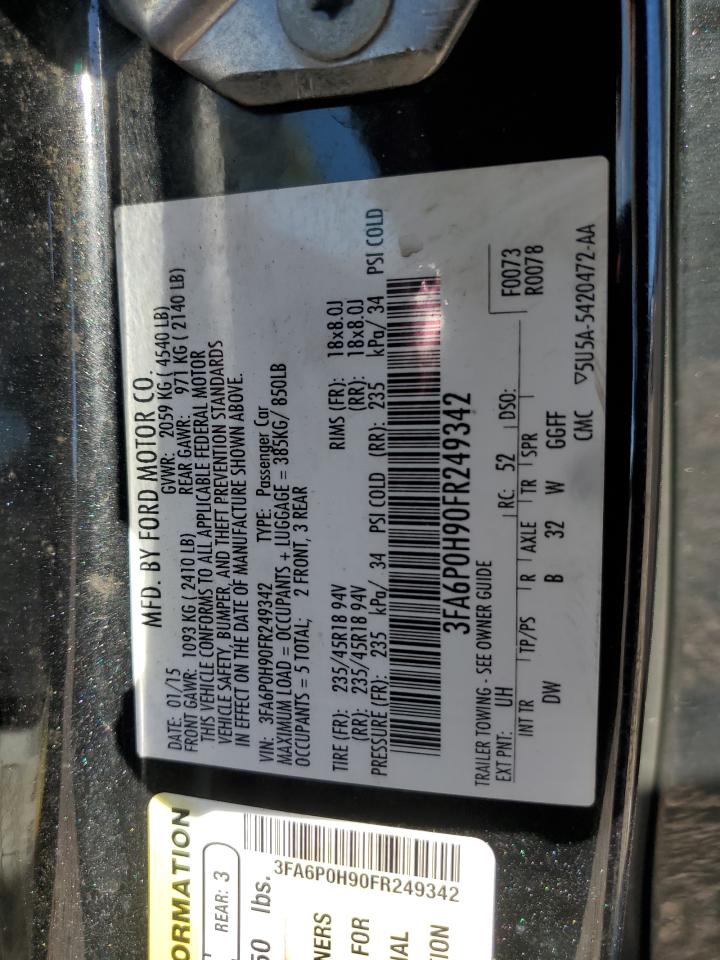 MFD. BY FORD MOTOR CO.
DATE: 01/15 GVWR: 2059 KG ( 4540 LB)
FRONT GAWR: 1093 KG ( 2410 LB) REAR GAWR: 971 KG ( 2140 LB)
THIS VEHICLE CONFORMS TO ALL APPLICABLE FEDERAL MOTOR
VEHICLE SAFETY, BUMPER, AND THEFT PREVENTION STANDARDS
IN EFFECT ON THE DATE OF MANUFACTURE SHOWN ABOVE.
VIN: 3FA6P0H90FR249342 TYPE: Passenger Car
MAXIMUM LOAD = OCCUPANTS + LUGGAGE = 385KG/ 850LB
OCCUPANTS = 5 TOTAL; 2 FRONT, 3 REAR
TIRE (FR): 235/45R18 94V RIMS (FR): 18x8.0J
(RR): 235/45R18 94V (RR): 18x8.0J
PRESSURE (FR): 235 kPa/ 34 PSI COLD (RR): 235 kPa/ 34 PSI COLD
3FA6P0H90FR249342
TRAILER TOWING - SEE OWNER GUIDE
F0073
R0078
EXT PNT: UH RC: 52 DSO:
INT TR TP/PS R AXLE TR SPR
DW B 32 W GGFF
CMC ▽5U5A-5420472-AA
ORMATION
REAR: 3
50 lbs.
3FA6P0H90FR249342
NERS
FOR
IAL
TION